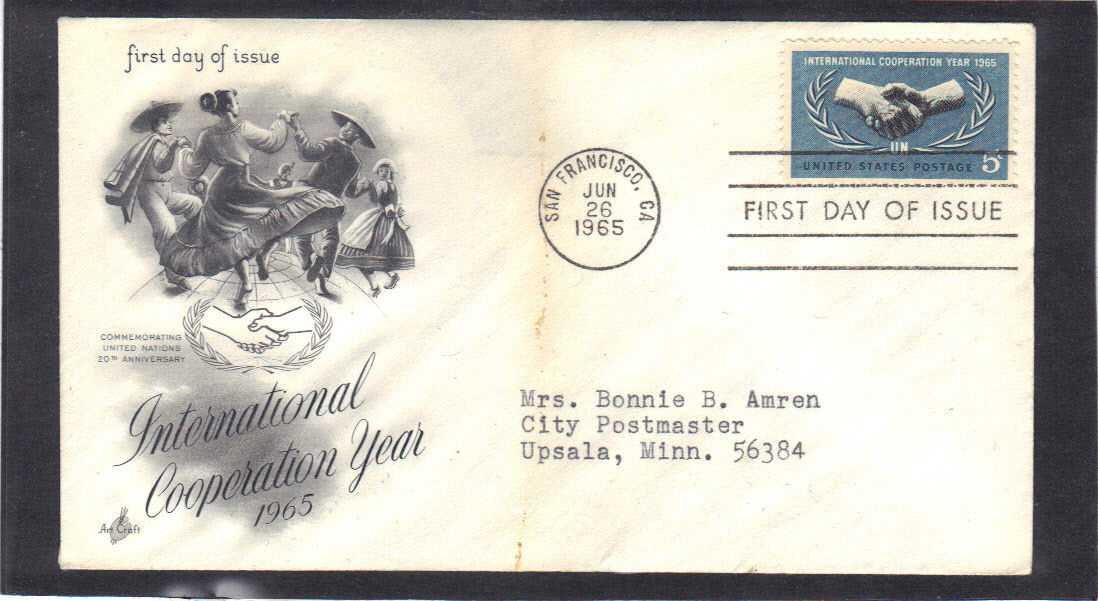 first day of issue
INTERNATIONAL COOPERATION YEAR 1965
UN
UNITED STATES POSTAGE 5¢
SAN FRANCISCO, CA
JUN
26
1965
FIRST DAY OF ISSUE
COMMEMORATING
UNITED NATIONS
20TH ANNIVERSARY
International
Cooperation Year
1965
Art Craft
Mrs. Bonnie B. Amren
City Postmaster
Upsala, Minn. 56384